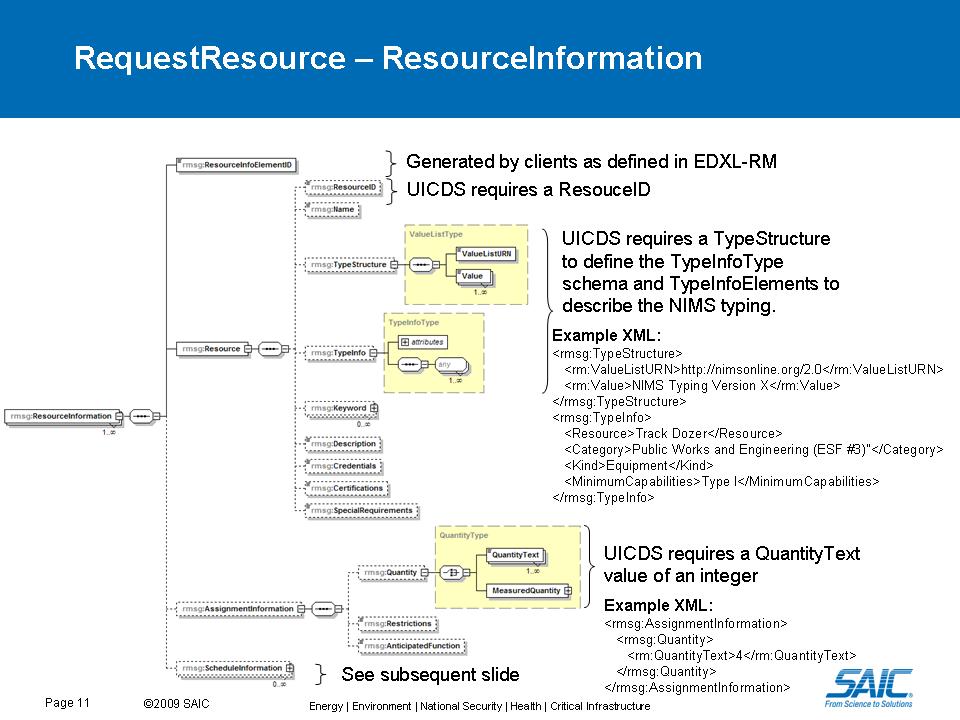 RequestResource – ResourceInformation
rmsg:ResourceInfoElementID
Generated by clients as defined in EDXL-RM
rmsg:ResourceID
UICDS requires a ResouceID
rmsg:Name
ValueListType
rmsg:TypeStructure
ValueListURN
Value
1..∞
UICDS requires a TypeStructure
to define the TypeInfoType
schema and TypeInfoElements to
describe the NIMS typing.
TypeInfoType
rmsg:Resource
rmsg:TypeInfo
attributes
any
1..∞
Example XML:
<rmsg:TypeStructure>
<rm:ValueListURN>http://nimsonline.org/2.0</rm:ValueListURN>
<rm:Value>NIMS Typing Version X</rm:Value>
</rmsg:TypeStructure>
<rmsg:TypeInfo>
<Resource>Track Dozer</Resource>
<Category>Public Works and Engineering (ESF #3)"</Category>
<Kind>Equipment</Kind>
<MinimumCapabilities>Type I</MinimumCapabilities>
</rmsg:TypeInfo>
rmsg:ResourceInformation
1..∞
rmsg:Keyword
0..∞
rmsg:Description
rmsg:Credentials
rmsg:Certifications
rmsg:SpecialRequirements
QuantityType
rmsg:Quantity
QuantityText
1..∞
MeasuredQuantity
UICDS requires a QuantityText
value of an integer
rmsg:AssignmentInformation
rmsg:Restrictions
rmsg:AnticipatedFunction
Example XML:
<rmsg:AssignmentInformation>
<rmsg:Quantity>
<rm:QuantityText>4</rm:QuantityText>
</rmsg:Quantity>
</rmsg:AssignmentInformation>
rmsg:ScheduleInformation
0..∞
See subsequent slide
Page 11
©2009 SAIC
Energy | Environment | National Security | Health | Critical Infrastructure
SAIC
From Science to Solutions